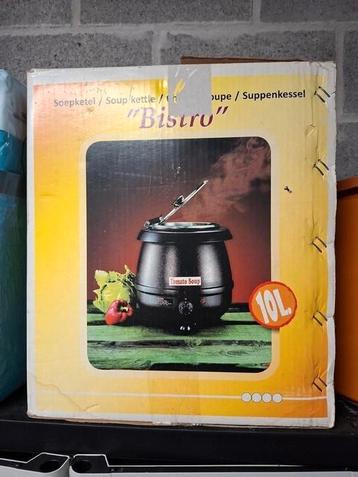 Soepketel / Soup kettle / oupe / Suppenkessel
"Bistro"
Tomato Soup
10L.